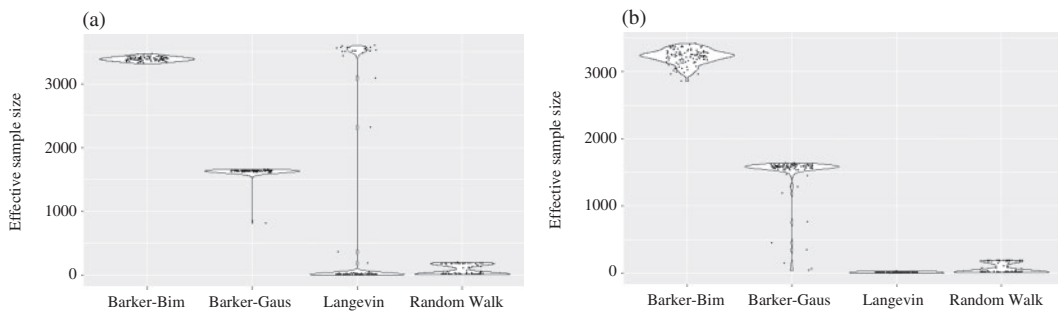 (a)
Effective sample size
3000
2000
1000
0
Barker-Bim Barker-Gaus Langevin Random Walk
(b)
Effective sample size
3000
2000
1000
0
Barker-Bim Barker-Gaus Langevin Random Walk